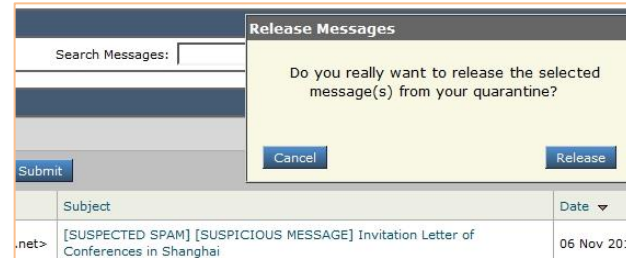 Release Messages
Search Messages:
Do you really want to release the selected
message(s) from your quarantine?
Cancel
Release
Submit
Subject
Date
.net>
[SUSPECTED SPAM] [SUSPICIOUS MESSAGE] Invitation Letter of
Conferences in Shanghai
06 Nov 201